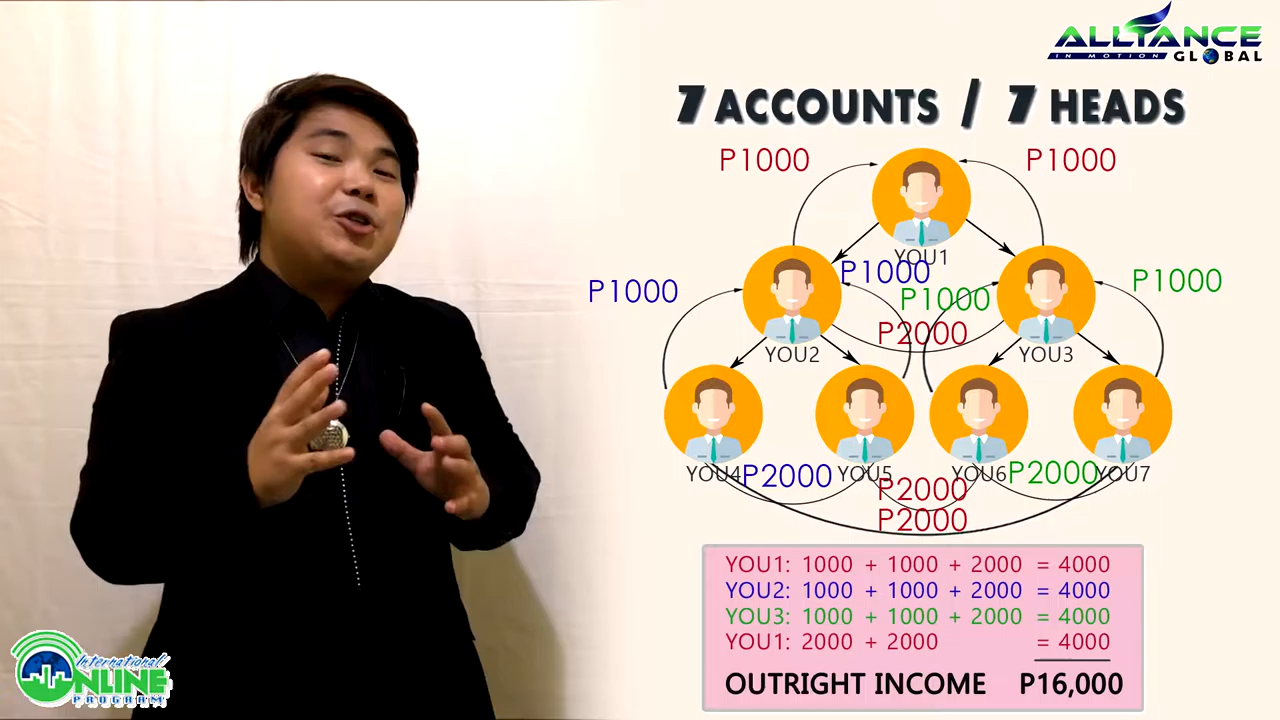 ALLIANCE
IN MOTION GLOBAL
7 ACCOUNTS / 7 HEADS
P1000
P1000
YOU1
P1000
P1000
P1000
P1000
P2000
YOU2
YOU3
YOU4
P2000
YOU5
P2000
YOU6
P2000
YOU7
P2000
YOU1: 1000 + 1000 + 2000 = 4000
YOU2: 1000 + 1000 + 2000 = 4000
YOU3: 1000 + 1000 + 2000 = 4000
YOU1: 2000 + 2000 = 4000
OUTRIGHT INCOME P16,000
International
ONLINE
PROGRAM